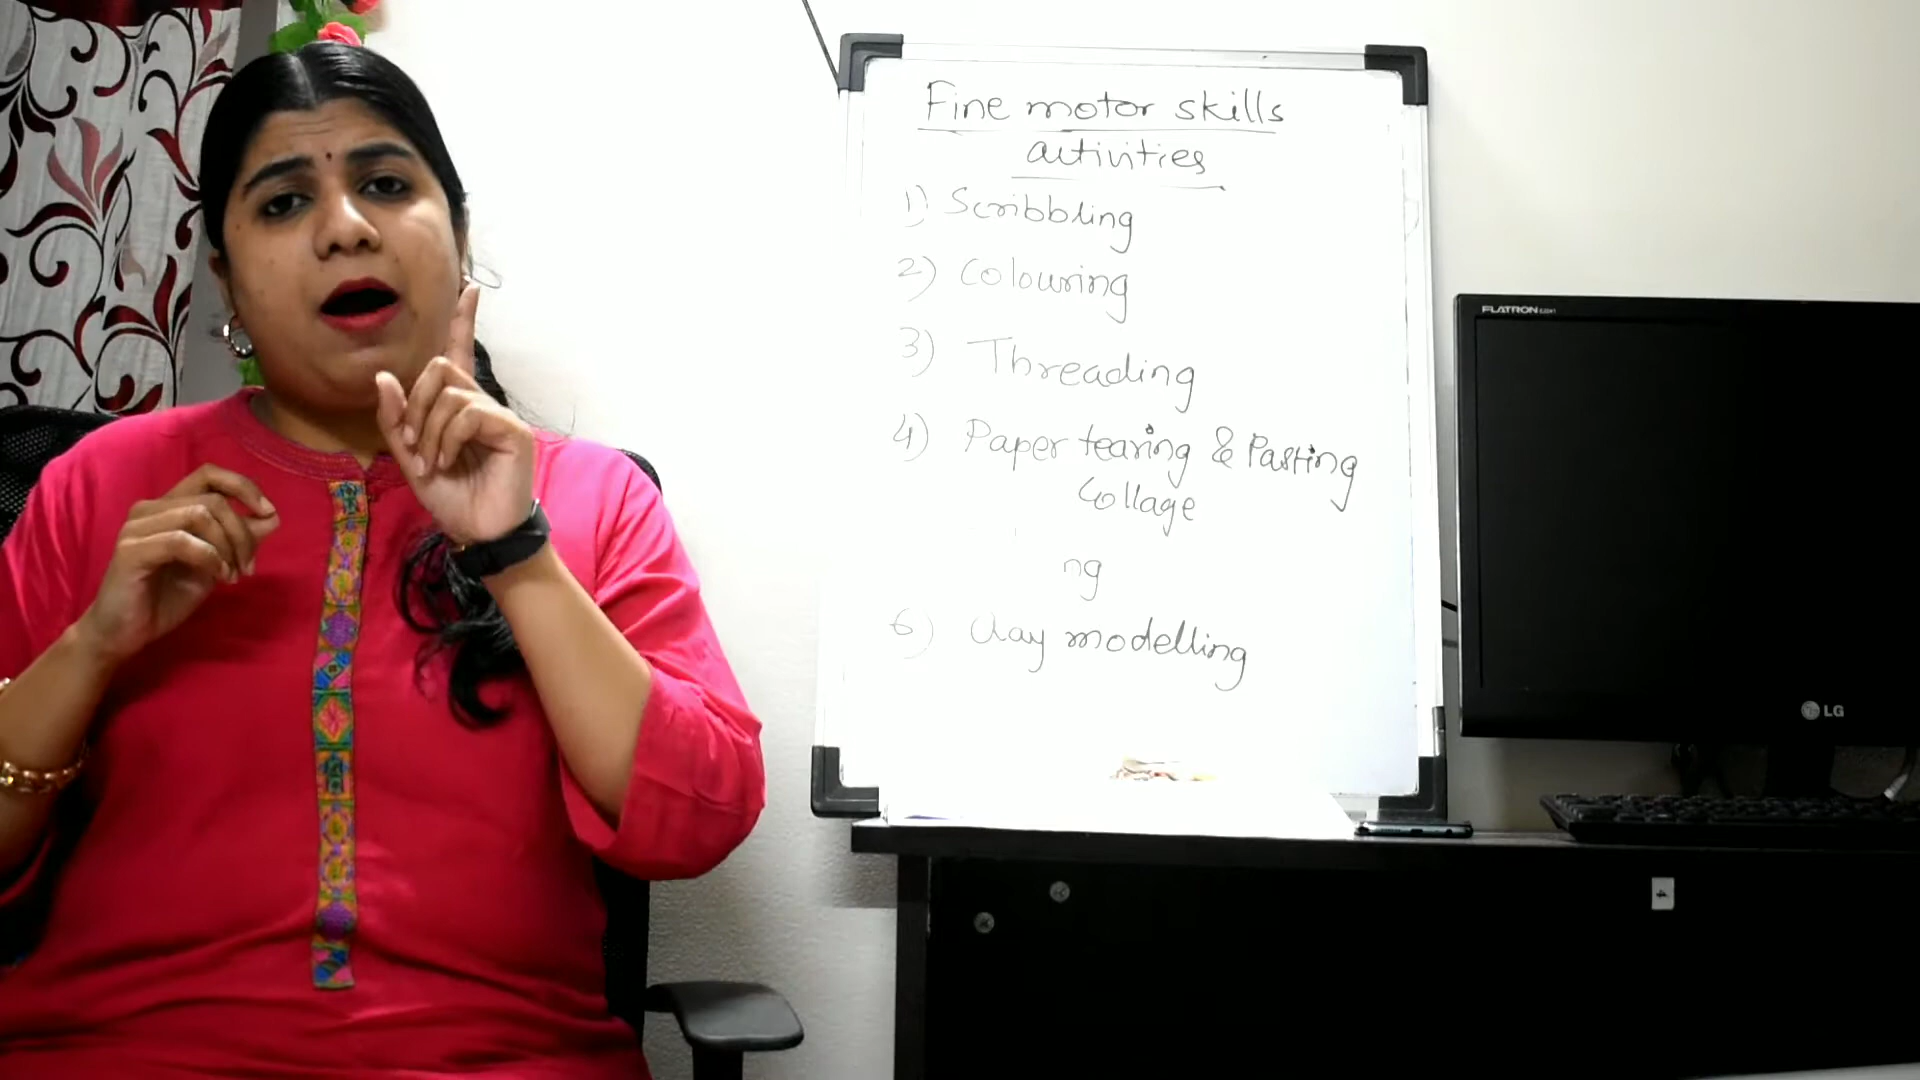 Fine motor skills
activities
1) Scribbling
2) Colouring
3) Threading
4) Paper tearing & Pasting
Collage
ng
6) Clay modelling
FLATRON
LG